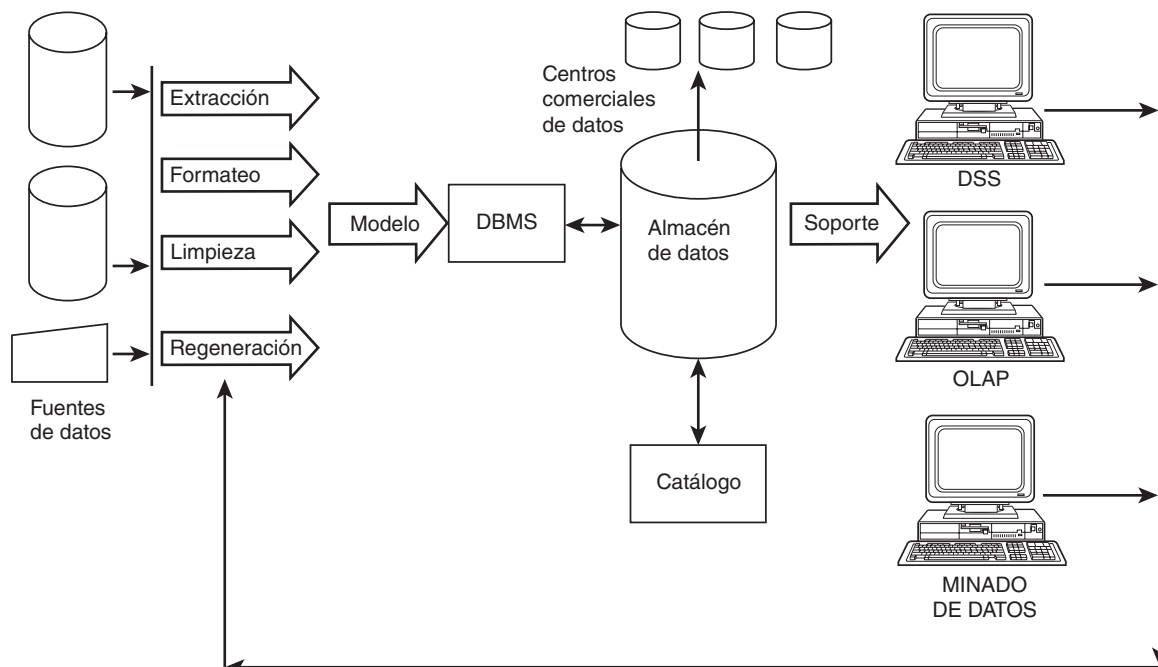 Extracción
Formateo
Limpieza
Regeneración
Fuentes
de datos
Modelo
DBMS
Centros
comerciales
de datos
Almacén
de datos
Catálogo
Soporte
DSS
OLAP
MINADO
DE DATOS